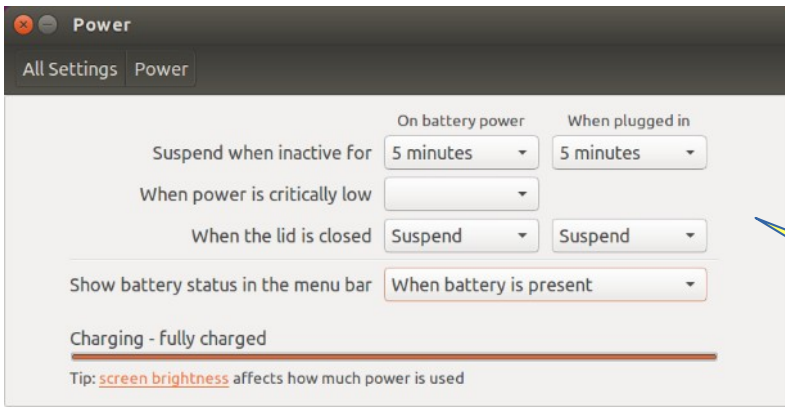 Power
All Settings Power
On battery power When plugged in
Suspend when inactive for 5 minutes 5 minutes
When power is critically low
When the lid is closed Suspend Suspend
Show battery status in the menu bar When battery is present
Charging - fully charged
Tip: screen brightness affects how much power is used